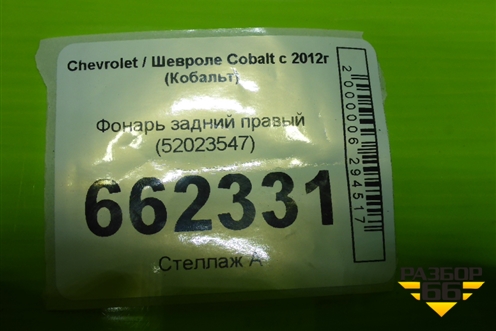 Chevrolet / Шевроле Cobalt с 2012г
(Кобальт)
Фонарь задний правый
(52023547)
662331
Стеллаж А
2000006294517
РАЗБОР
66